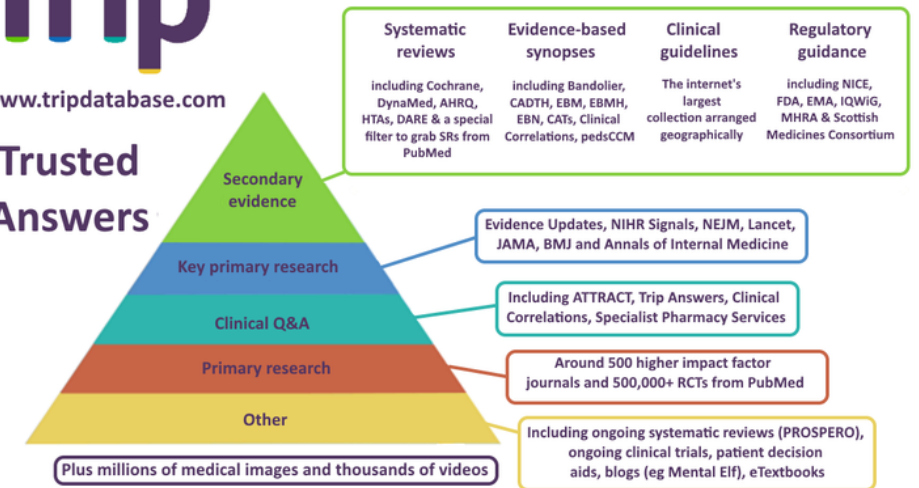 Trip
ww.tripdatabase.com
Trusted
Answers
Systematic
reviews
including Cochrane,
DynaMed, AHRQ,
HTAs, DARE & a special
filter to grab SRs from
PubMed
Evidence-based
synopses
including Bandolier,
CADTH, EBM, EBMH,
EBN, CATs, Clinical
Correlations, pedsCCM
Clinical
guidelines
The internet's
largest
collection arranged
geographically
Regulatory
guidance
including NICE,
FDA, EMA, IQWiG,
MHRA & Scottish
Medicines Consortium
Secondary
evidence
Key primary research
Evidence Updates, NIHR Signals, NEJM, Lancet,
JAMA, BMJ and Annals of Internal Medicine
Clinical Q&A
Including ATTRACT, Trip Answers, Clinical
Correlations, Specialist Pharmacy Services
Primary research
Around 500 higher impact factor
journals and 500,000+ RCTs from PubMed
Other
Including ongoing systematic reviews (PROSPERO),
ongoing clinical trials, patient decision
aids, blogs (eg Mental Elf), eTextbooks
Plus millions of medical images and thousands of videos